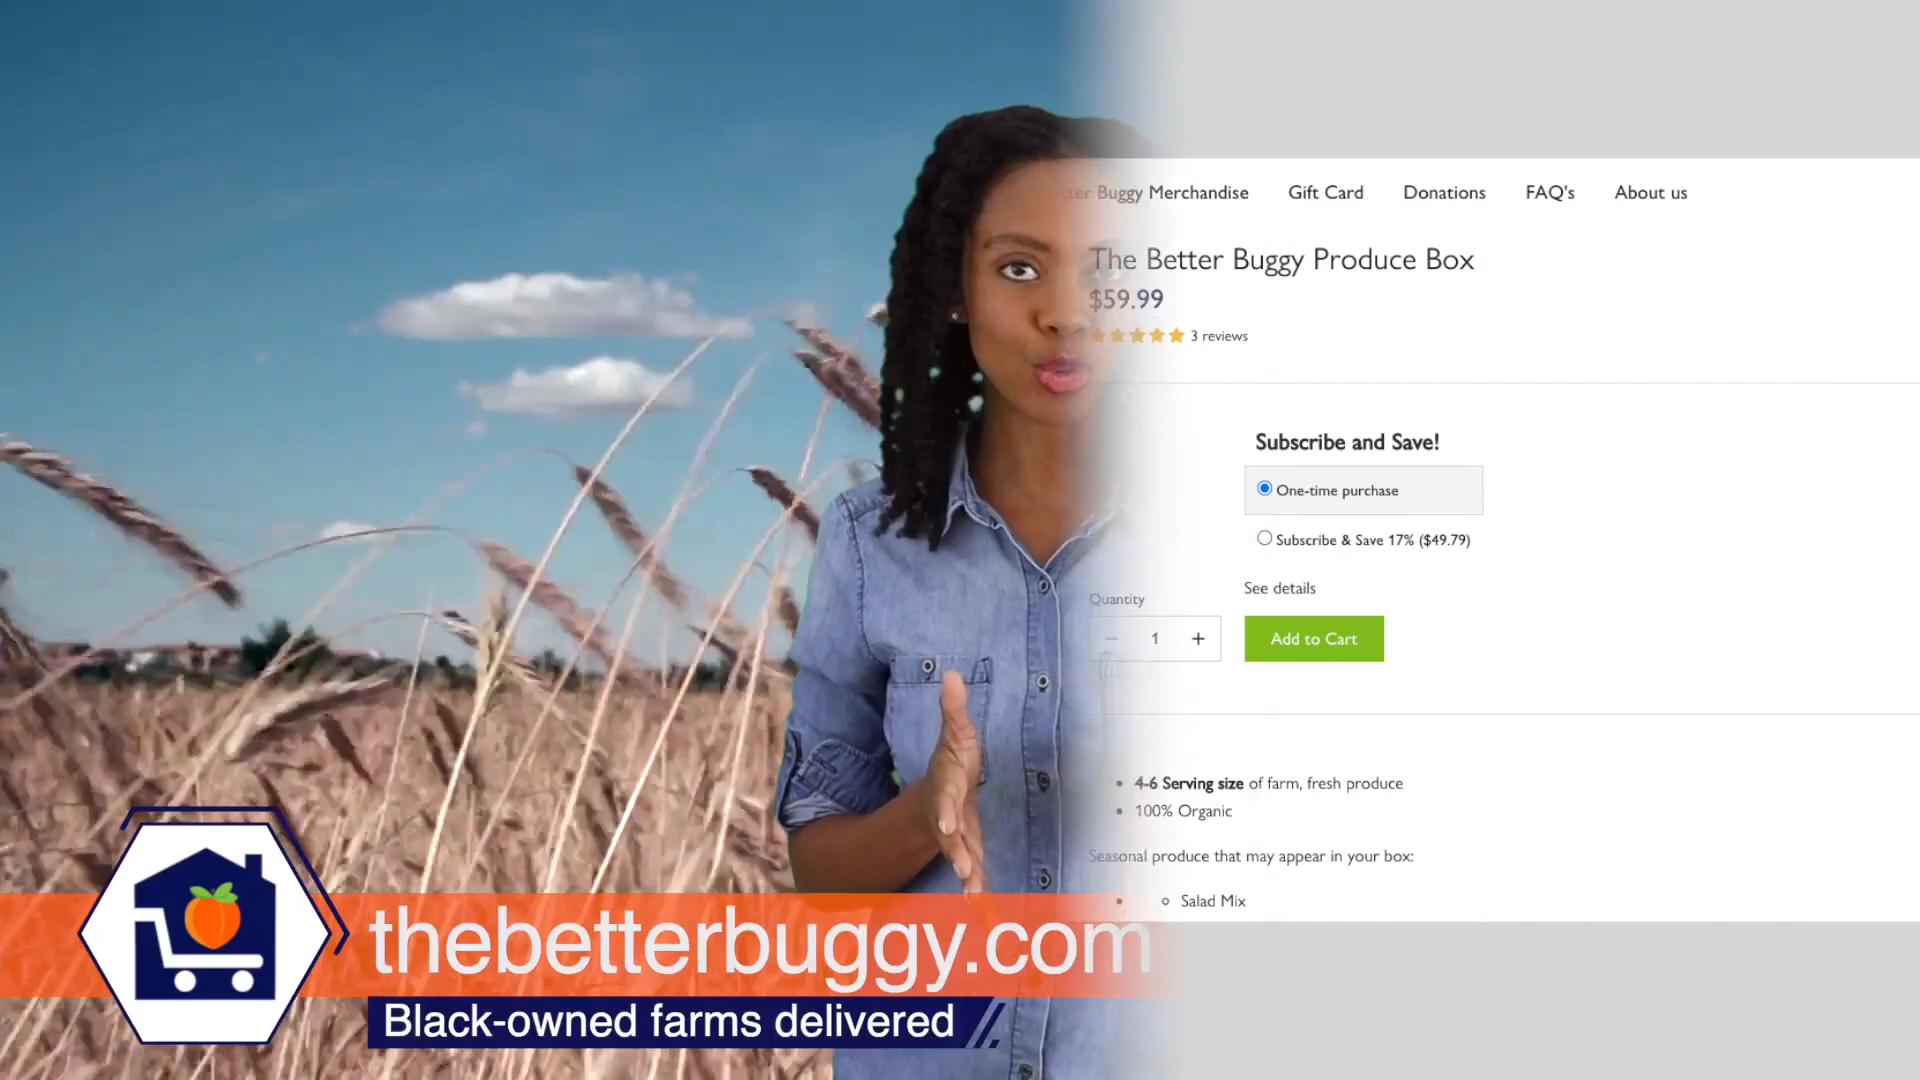 Buggy Merchandise Gift Card Donations FAQ's About us
The Better Buggy Produce Box
$59.99
3 reviews
Subscribe and Save!
One-time purchase
Subscribe & Save 17% ($49.79)
See details
Quantity
− 1 +
Add to Cart
• 4-6 Serving size of farm, fresh produce
• 100% Organic
Seasonal produce that may appear in your box:
Salad Mix
thebetterbuggy.com
Black-owned farms delivered